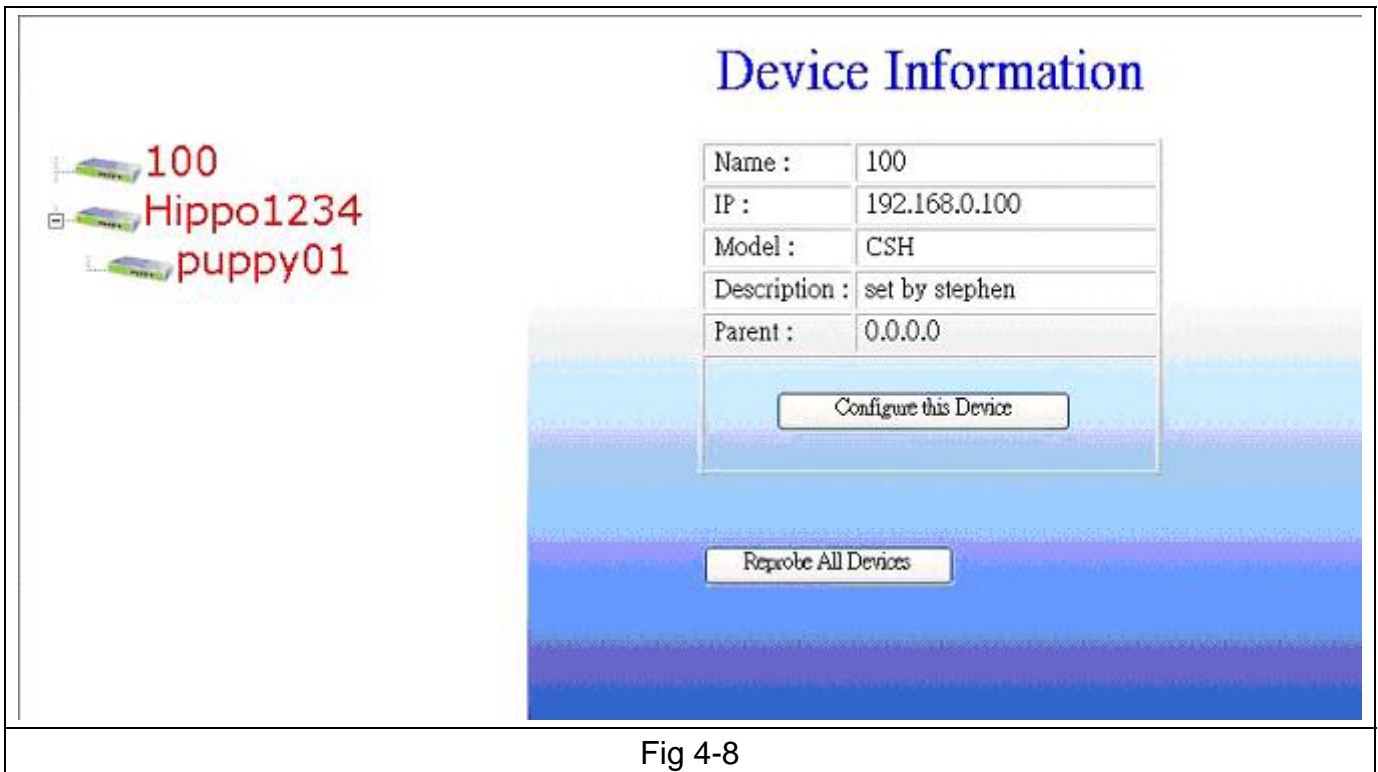 Device Information
100
Hippo1234
puppy01
Name : 100
IP : 192.168.0.100
Model : CSH
Description : set by stephen
Parent : 0.0.0.0
Configure this Device
Reprobe All Devices
Fig 4-8